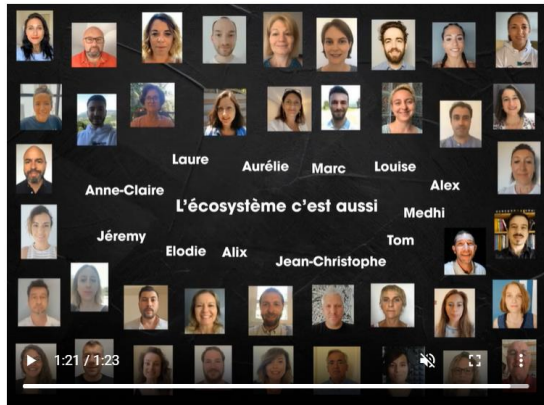 Laure
Aurélie
Marc
Louise
Alex
Anne-Claire
L'écosystème c'est aussi
Medhi
Jéremy
Tom
Elodie
Alix
Jean-Christophe
1:21 / 1:23